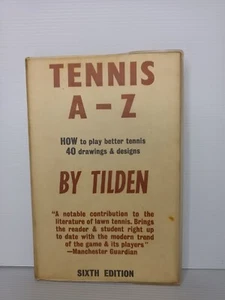 TENNIS
A-Z
HOW to play better tennis
40 drawings & designs
BY TILDEN
"A notable contribution to the
literature of lawn tennis. Brings
the reader & student right up
to date with the modern trend
of the game & its players"
—Manchester Guardian
SIXTH EDITION